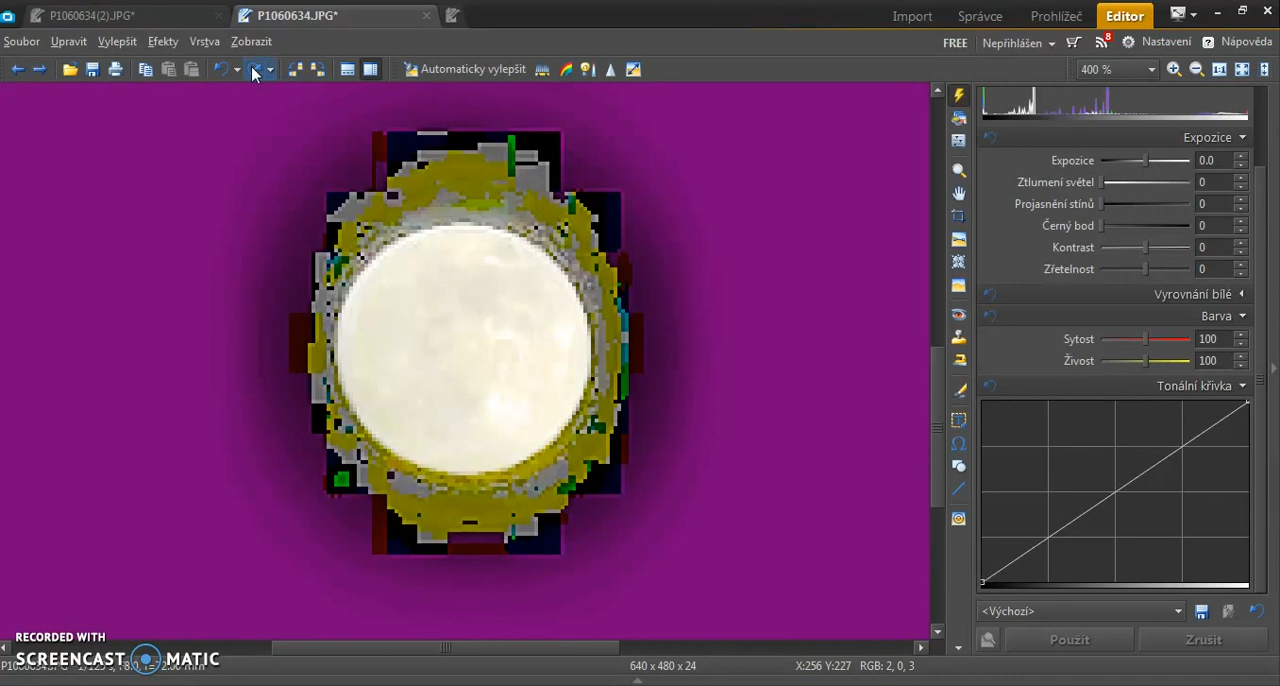 P1060634(2).JPG*
P1060634.JPG*
Import
Správce
Prohlížeč
Editor
Soubor
Upravit
Vylepšit
Efekty
Vrstva
Zobrazit
FREE
Nepřihlášen
8
Nastavení
Nápověda
Automaticky vylepšit
400 %
Expozice
Expozice 0.0
Ztlumení světel 0
Projasnění stínů 0
Černý bod 0
Kontrast 0
Zřetelnost 0
Vyrovnání bílé
Barva
Sytost 100
Živost 100
Tonální křivka
<Výchozí>
Použít
Zrušit
RECORDED WITH
SCREENCAST MATIC
640 x 480 x 24
X:256 Y:227
RGB: 2, 0, 3